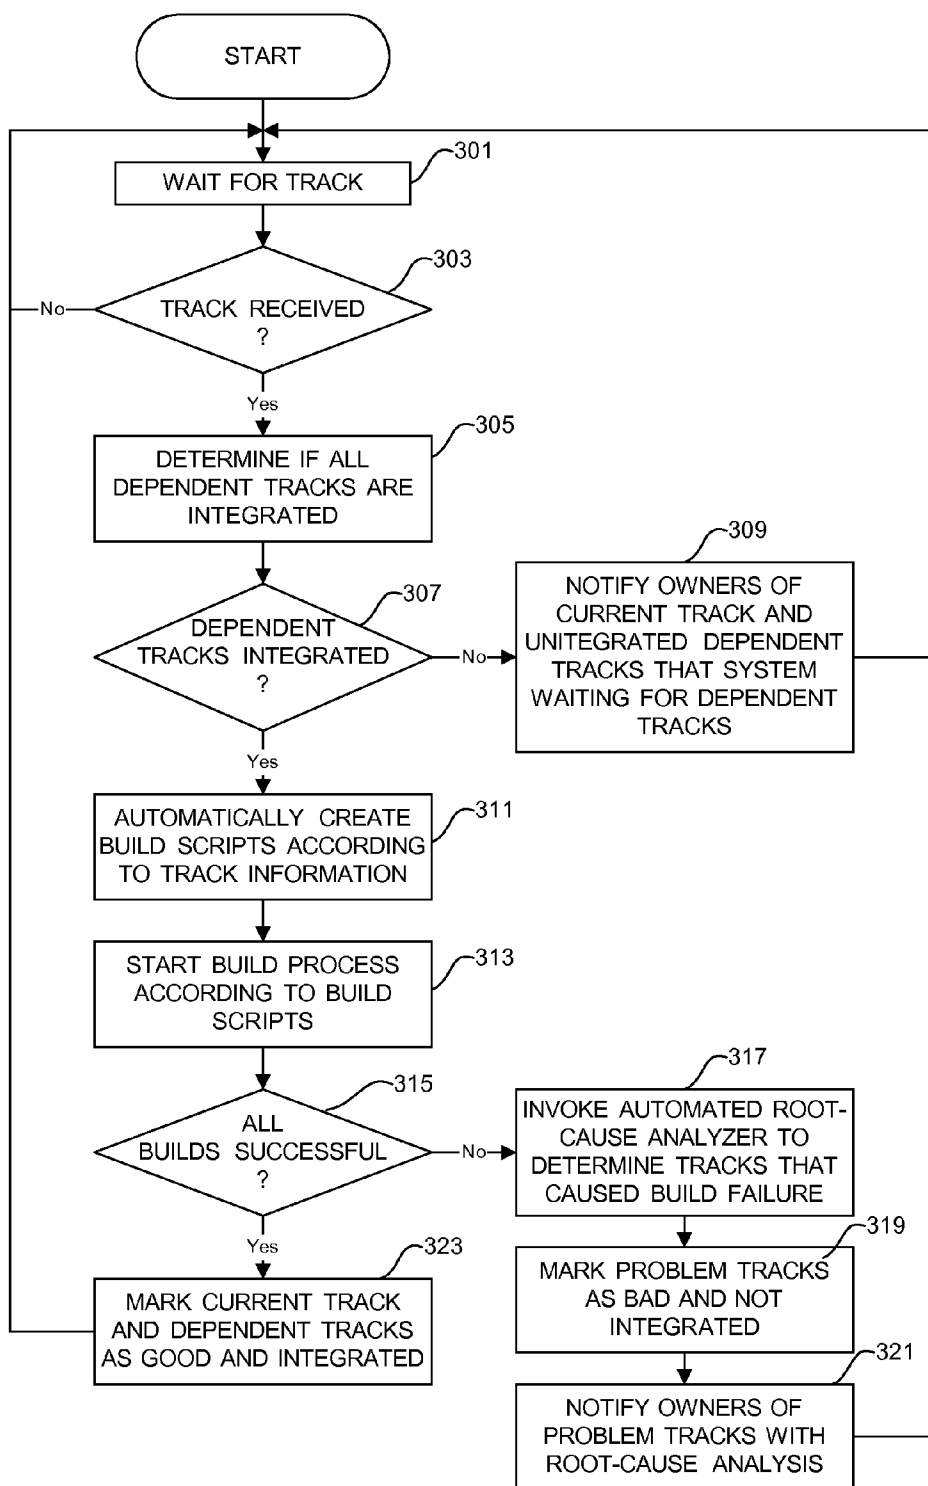 START
301
WAIT FOR TRACK
303
TRACK RECEIVED
?
No
Yes
305
DETERMINE IF ALL
DEPENDENT TRACKS ARE
INTEGRATED
307
DEPENDENT
TRACKS INTEGRATED
?
No
309
NOTIFY OWNERS OF
CURRENT TRACK AND
UNITEGRATED DEPENDENT
TRACKS THAT SYSTEM
WAITING FOR DEPENDENT
TRACKS
Yes
311
AUTOMATICALLY CREATE
BUILD SCRIPTS ACCORDING
TO TRACK INFORMATION
313
START BUILD PROCESS
ACCORDING TO BUILD
SCRIPTS
315
ALL
BUILDS SUCCESSFUL
?
No
317
INVOKE AUTOMATED ROOT-
CAUSE ANALYZER TO
DETERMINE TRACKS THAT
CAUSED BUILD FAILURE
319
MARK PROBLEM TRACKS
AS BAD AND NOT
INTEGRATED
321
NOTIFY OWNERS OF
PROBLEM TRACKS WITH
ROOT-CAUSE ANALYSIS
Yes
323
MARK CURRENT TRACK
AND DEPENDENT TRACKS
AS GOOD AND INTEGRATED